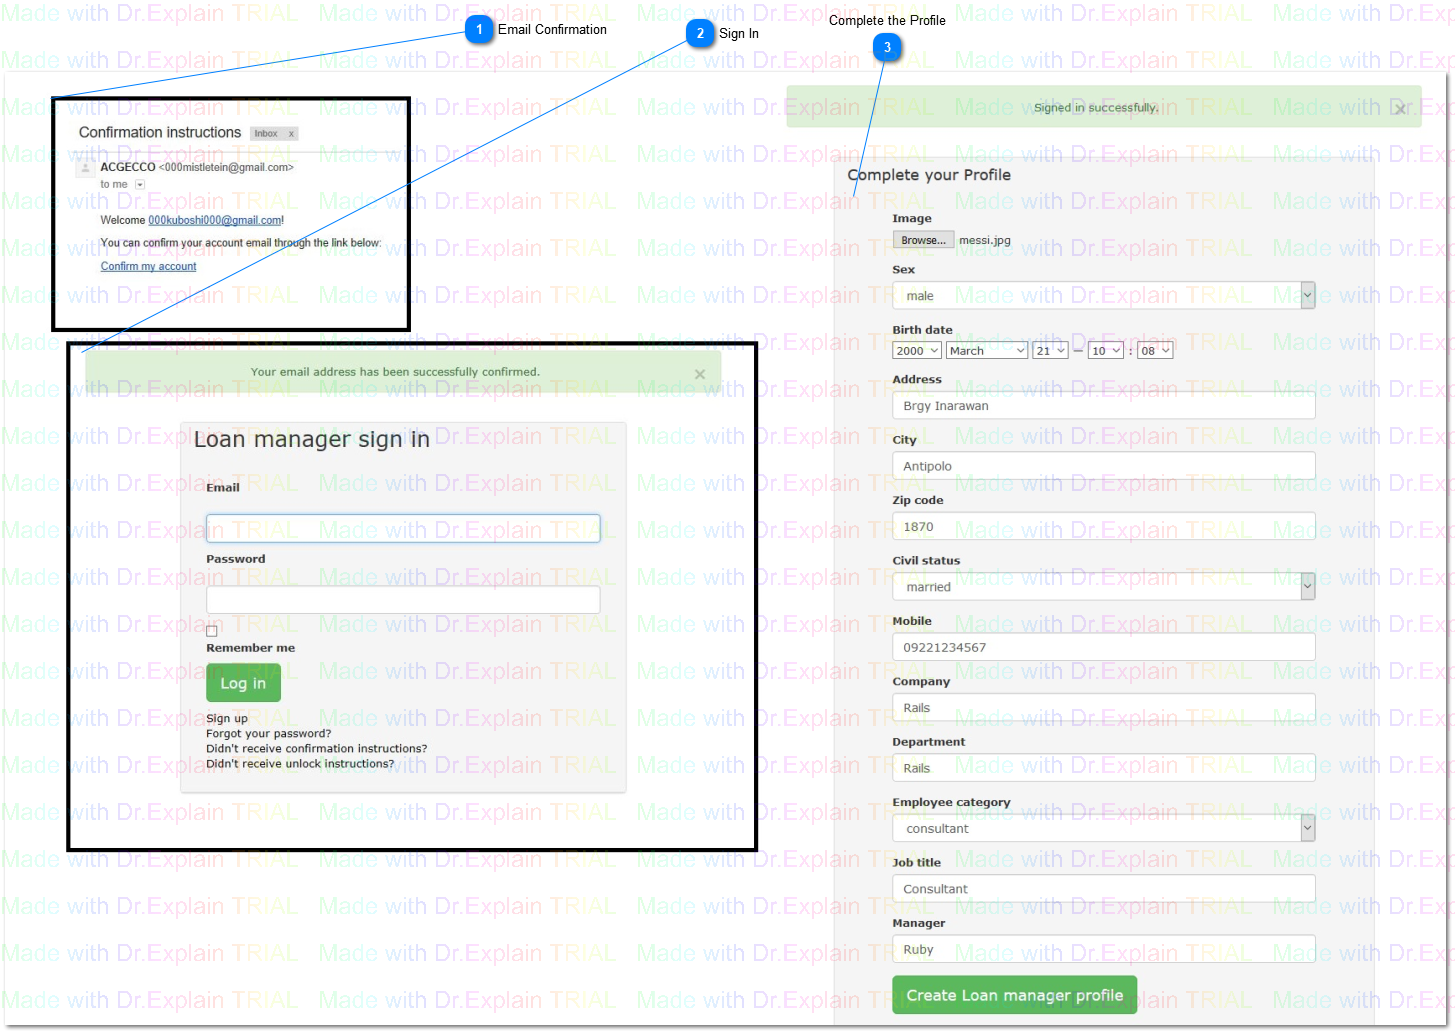 1 Email Confirmation
2 Sign In
Complete the Profile
3
Confirmation instructions Inbox x
ACGECCO <000mistletein@gmail.com>
to me
Welcome 000kuboshi000@gmail.com!
You can confirm your account email through the link below:
Confirm my account
Your email address has been successfully confirmed. ×
Loan manager sign in
Email
Password
Remember me
Log in
Sign up
Forgot your password?
Didn't receive confirmation instructions?
Didn't receive unlock instructions?
Signed in successfully. ×
Complete your Profile
Image
Browse... messi.jpg
Sex
male
Birth date
2000 March 21 — 10 : 08
Address
Brgy Inarawan
City
Antipolo
Zip code
1870
Civil status
married
Mobile
09221234567
Company
Rails
Department
Rails
Employee category
consultant
Job title
Consultant
Manager
Ruby
Create Loan manager profile
Made with Dr.Explain TRIAL